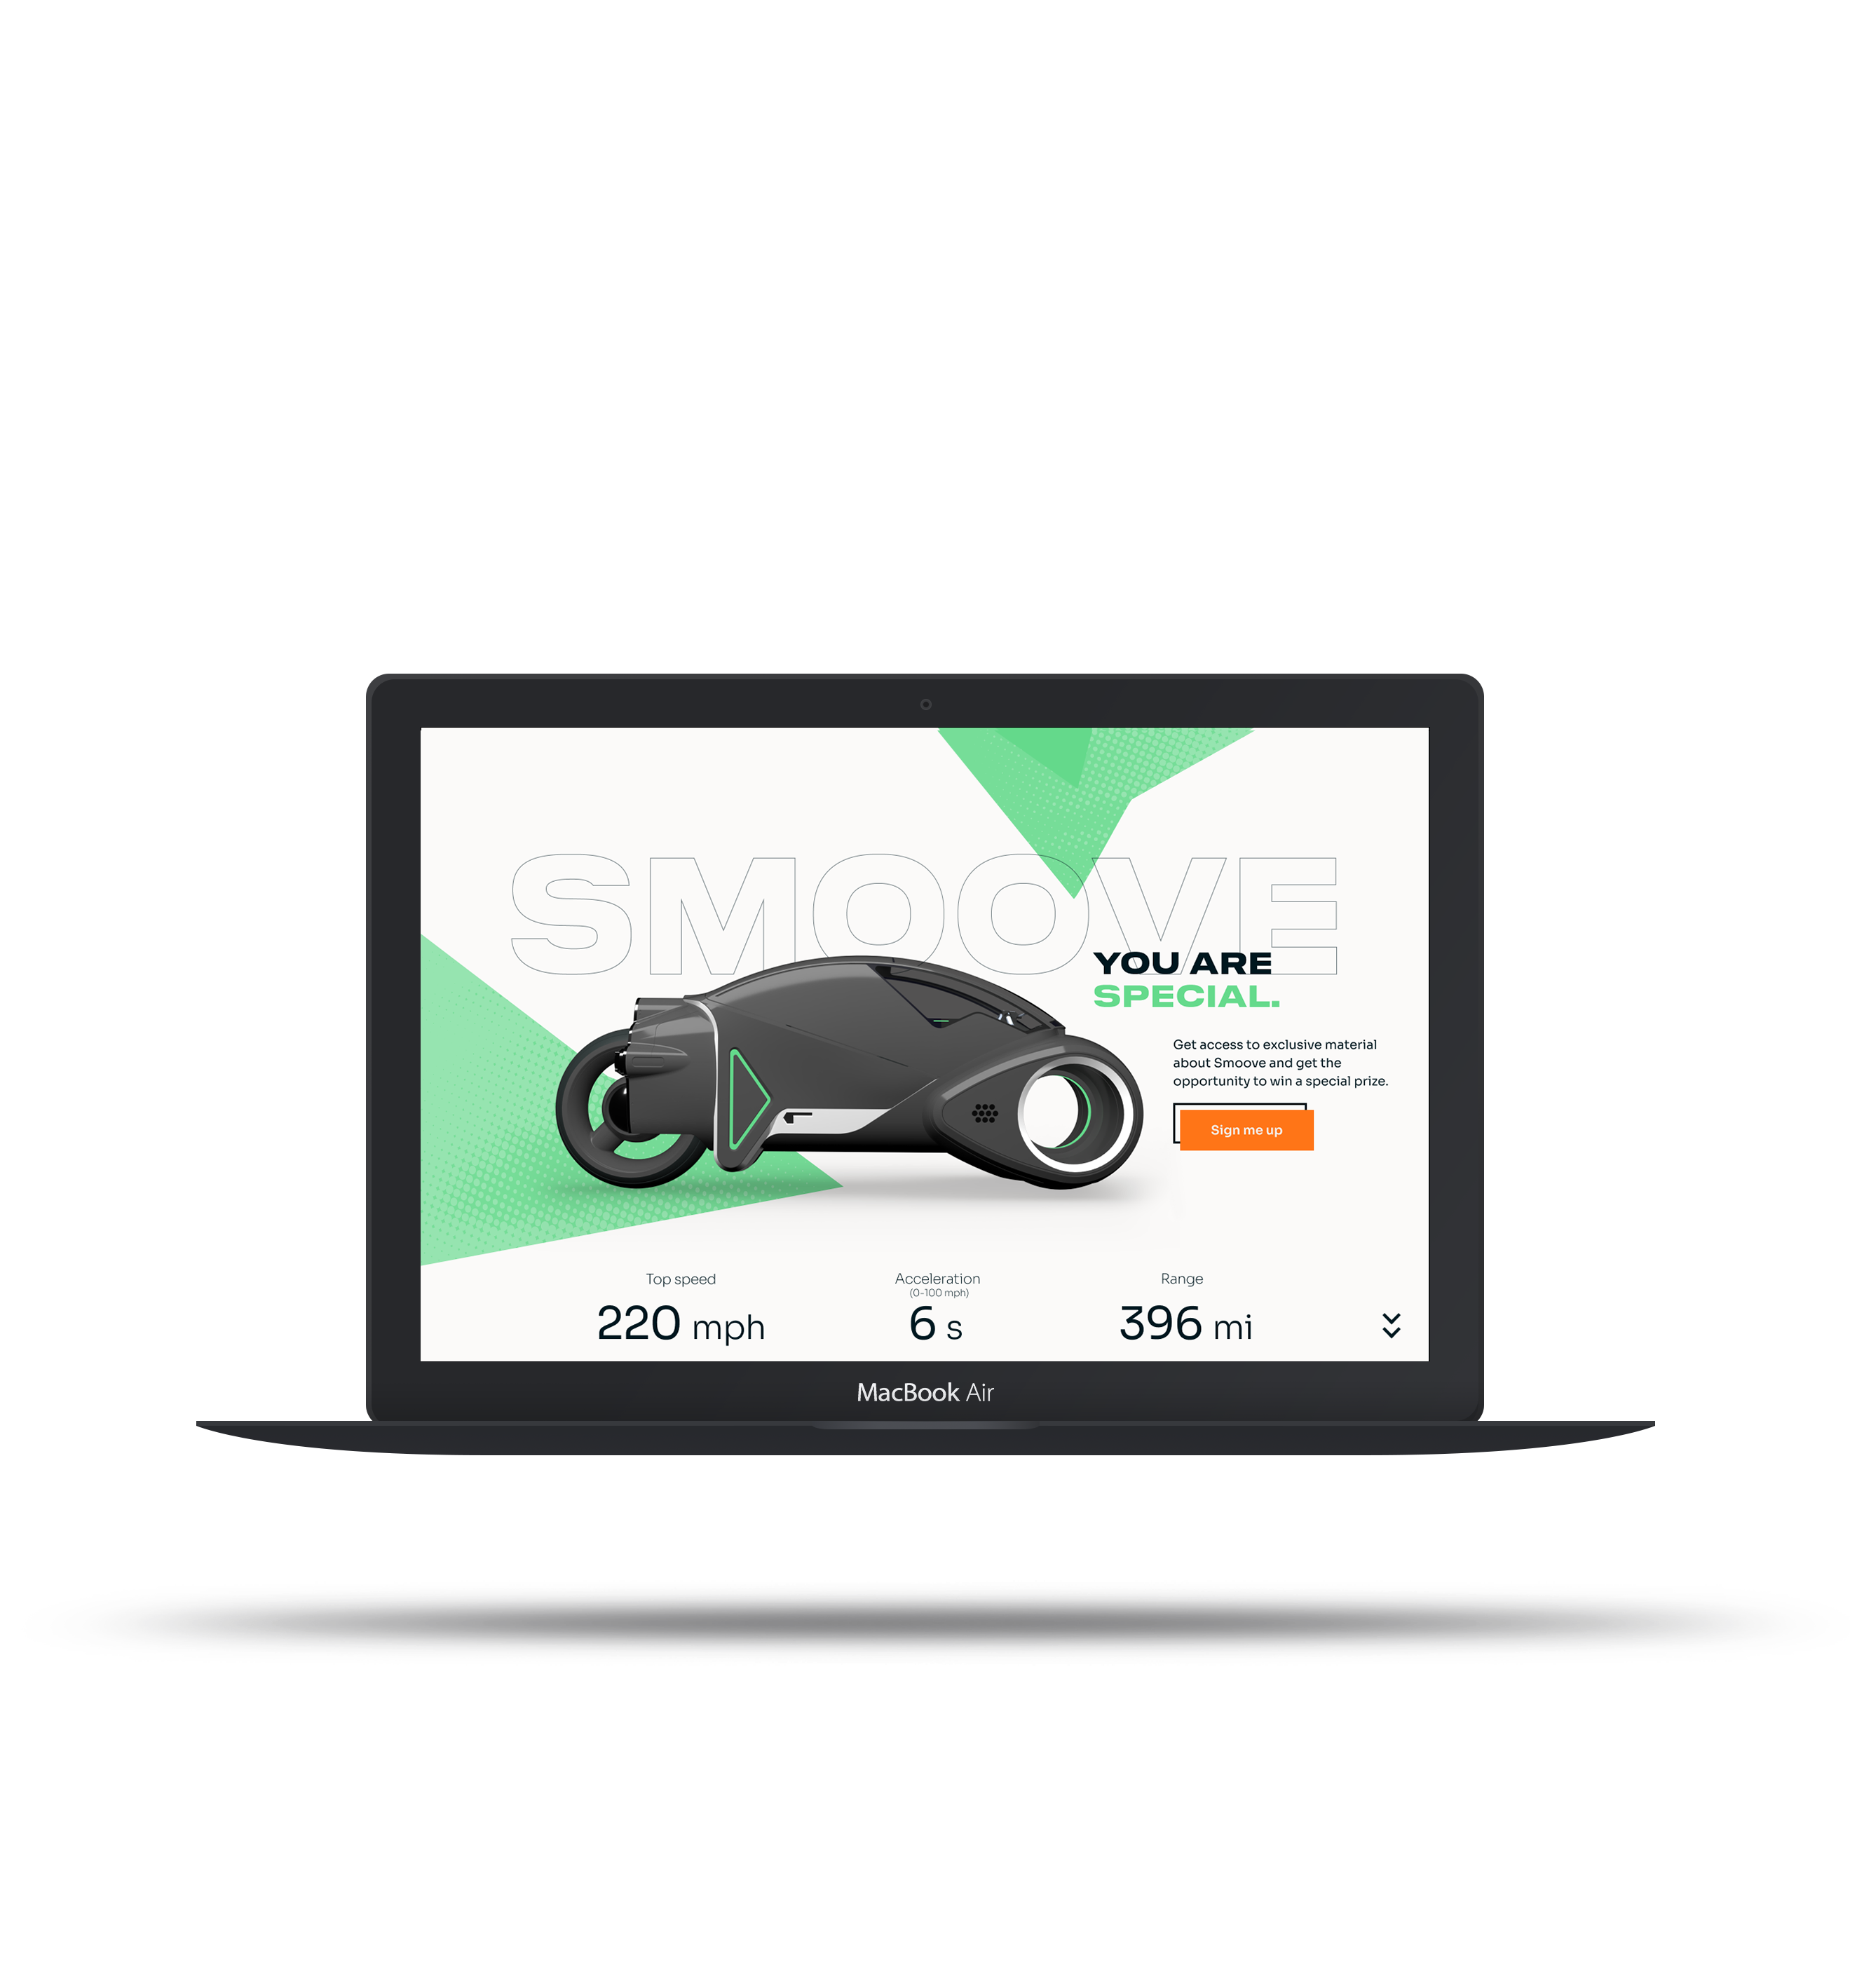 SMOOVE
YOU ARE
SPECIAL.
Get access to exclusive material
about Smoove and get the
opportunity to win a special prize.
Sign me up
Top speed
220 mph
Acceleration
(0-100 mph)
6 s
Range
396 mi
MacBook Air